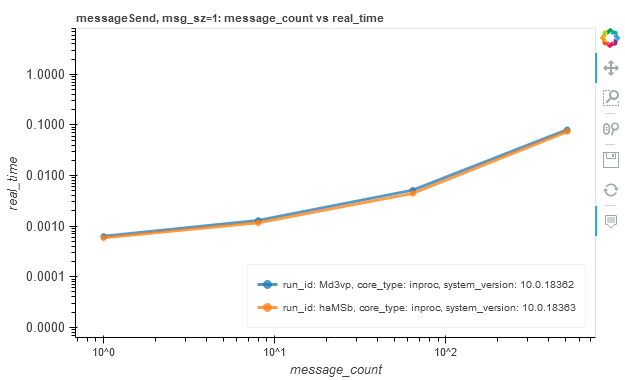 messageSend, msg_sz=1: message_count vs real_time
1.0000
0.1000
0.0100
0.0010
0.0001
0.0000
real_time
run_id: Md3vp, core_type: inproc, system_version: 10.0.18362
run_id: haMSb, core_type: inproc, system_version: 10.0.18363
10^0
10^1
10^2
message_count